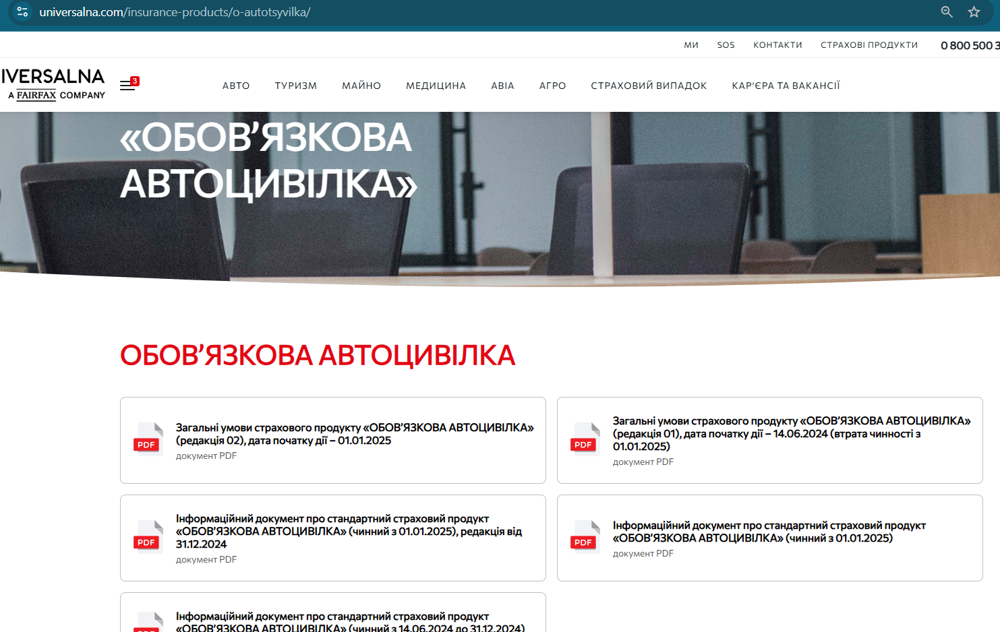 universalna.com/insurance-products/o-autotsyvilka/
МИ
SOS
КОНТАКТИ
СТРАХОВІ ПРОДУКТИ
0 800 500 3
IVERSALNA
A FAIRFAX COMPANY
3
АВТО
ТУРИЗМ
МАЙНО
МЕДИЦИНА
АВІА
АГРО
СТРАХОВИЙ ВИПАДОК
КАР'ЄРА ТА ВАКАНСІЇ
«ОБОВ’ЯЗКОВА
АВТОЦИВІЛКА»
ОБОВ’ЯЗКОВА АВТОЦИВІЛКА
PDF
Загальні умови страхового продукту «ОБОВ’ЯЗКОВА АВТОЦИВІЛКА»
(редакція 02), дата початку дії – 01.01.2025
документ PDF
PDF
Загальні умови страхового продукту «ОБОВ’ЯЗКОВА АВТОЦИВІЛКА»
(редакція 01), дата початку дії – 14.06.2024 (втрата чинності з
01.01.2025)
документ PDF
PDF
Інформаційний документ про стандартний страховий продукт
«ОБОВ’ЯЗКОВА АВТОЦИВІЛКА» (чинний з 01.01.2025), редакція від
31.12.2024
документ PDF
PDF
Інформаційний документ про стандартний страховий продукт
«ОБОВ’ЯЗКОВА АВТОЦИВІЛКА» (чинний з 01.01.2025)
документ PDF
Інформаційний документ про стандартний страховий продукт
«ОБОВ’ЯЗКОВА АВТОЦИВІЛКА» (чинний з 14.06.2024 до 31.12.2024)